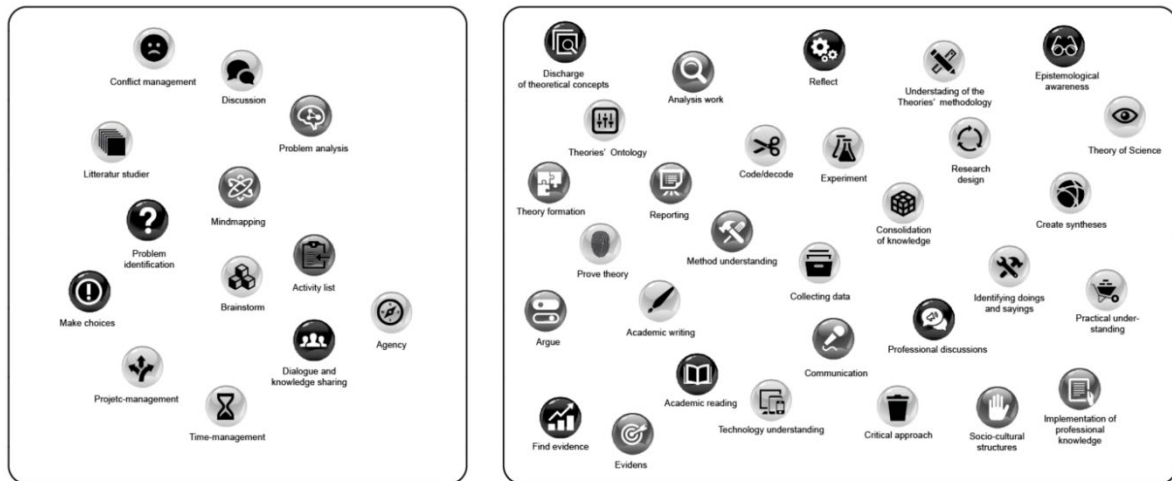 Conflict management
Discussion
Problem analysis
Litteratur studier
Mindmapping
Problem
identification
Activity list
Brainstorm
Make choices
Agency
Dialogue and
knowledge sharing
Projetc-management
Time-management
Discharge
of theoretical concepts
Analysis work
Reflect
Understading of the
Theories' methodology
Epistemological
awareness
Theories' Ontology
Code/decode
Experiment
Research
design
Theory of Science
Theory formation
Reporting
Consolidation
of knowledge
Create syntheses
Prove theory
Method understanding
Collecting data
Identifying doings
and sayings
Practical under-
standing
Argue
Academic writing
Communication
Professional discussions
Academic reading
Technology understanding
Critical approach
Socio-cultural
structures
Implementation of
professional
knowledge
Find evidence
Evidens